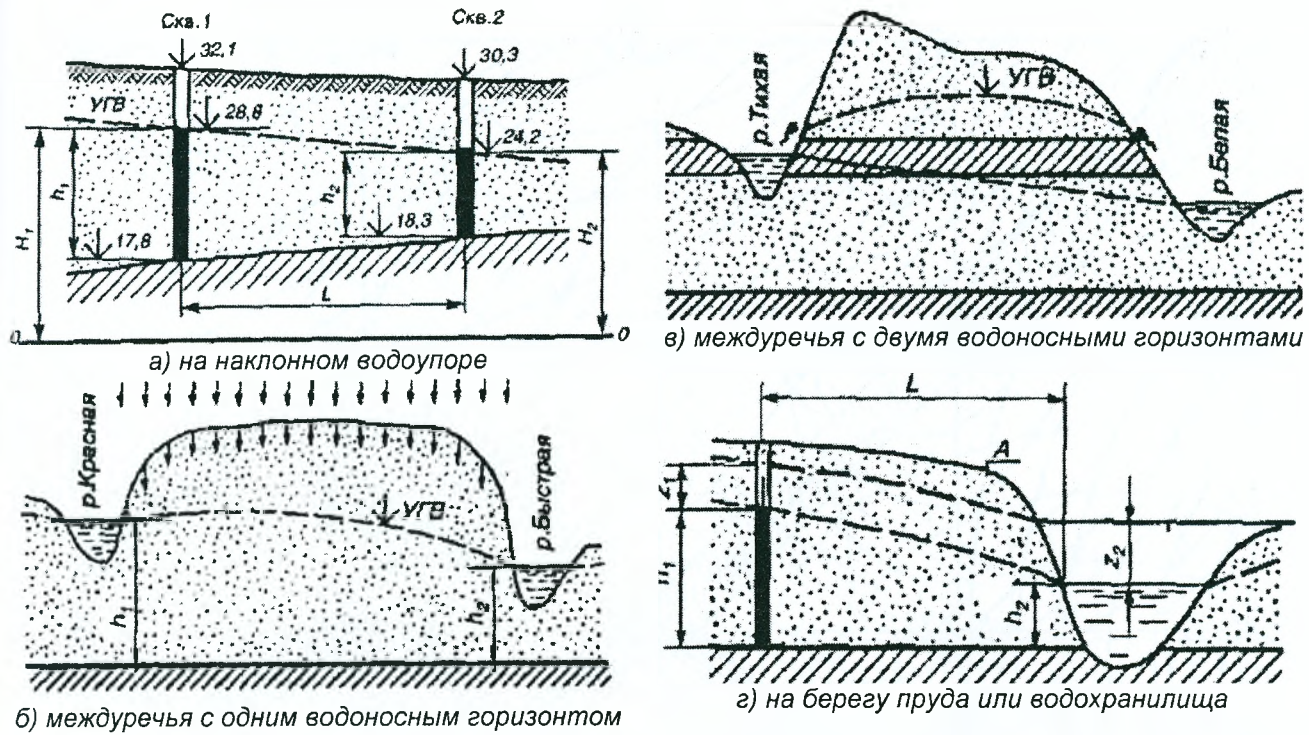 Скв.1
Скв.2
32,1
30,3
УГВ
28,8
24,2
h₁
h₂
H₁
H₂
17,8
18,3
L
0
0
а) на наклонном водоупоре
р.Тихая
УГВ
р.Белая
в) междуречья с двумя водоносными горизонтами
р.Красная
УГВ
р.Быстрая
h₁
h₂
б) междуречья с одним водоносным горизонтом
L
A
z₁
z₂
h₂
г) на берегу пруда или водохранилища